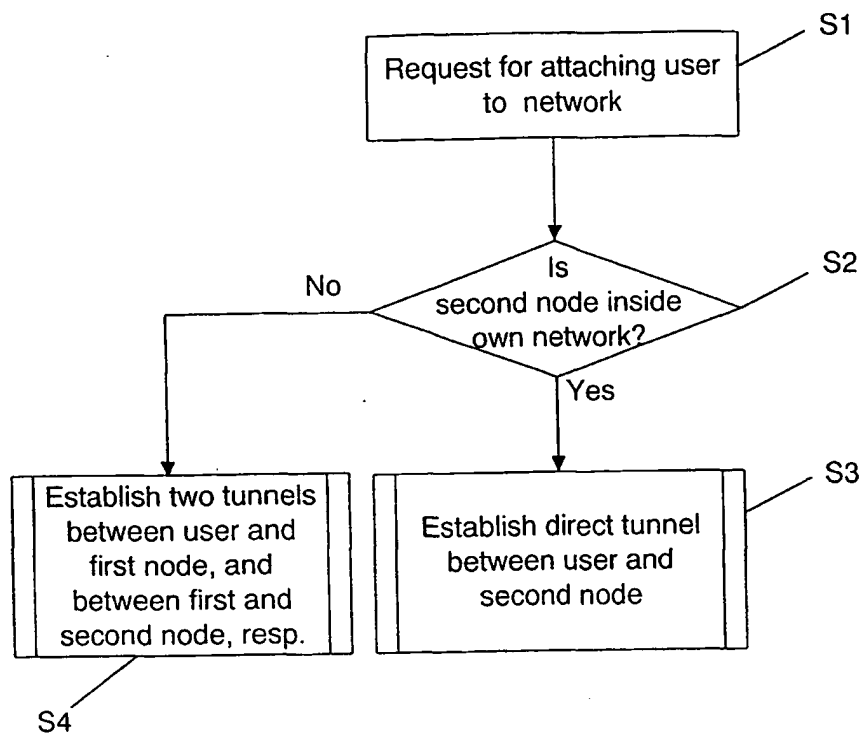 S1
Request for attaching user
to network
S2
Is
second node inside
own network?
No
Yes
S3
Establish two tunnels
between user and
first node, and
between first and
second node, resp.
Establish direct tunnel
between user and
second node
S4